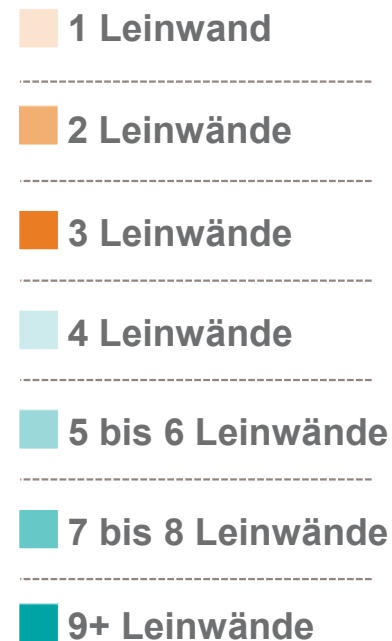 1 Leinwand
2 Leinwände
3 Leinwände
4 Leinwände
5 bis 6 Leinwände
7 bis 8 Leinwände
9+ Leinwände